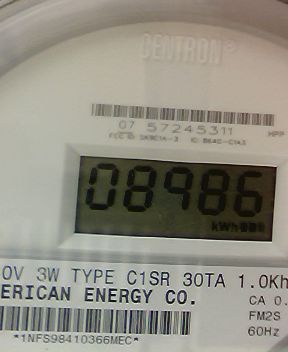 CENTRON®
07 57245311
HPP
08986
kWh
0V 3W TYPE C1SR 30TA 1.0Kh
ERICAN ENERGY CO.
CA 0.
FM2S
60Hz
*1NFS98410366MEC*